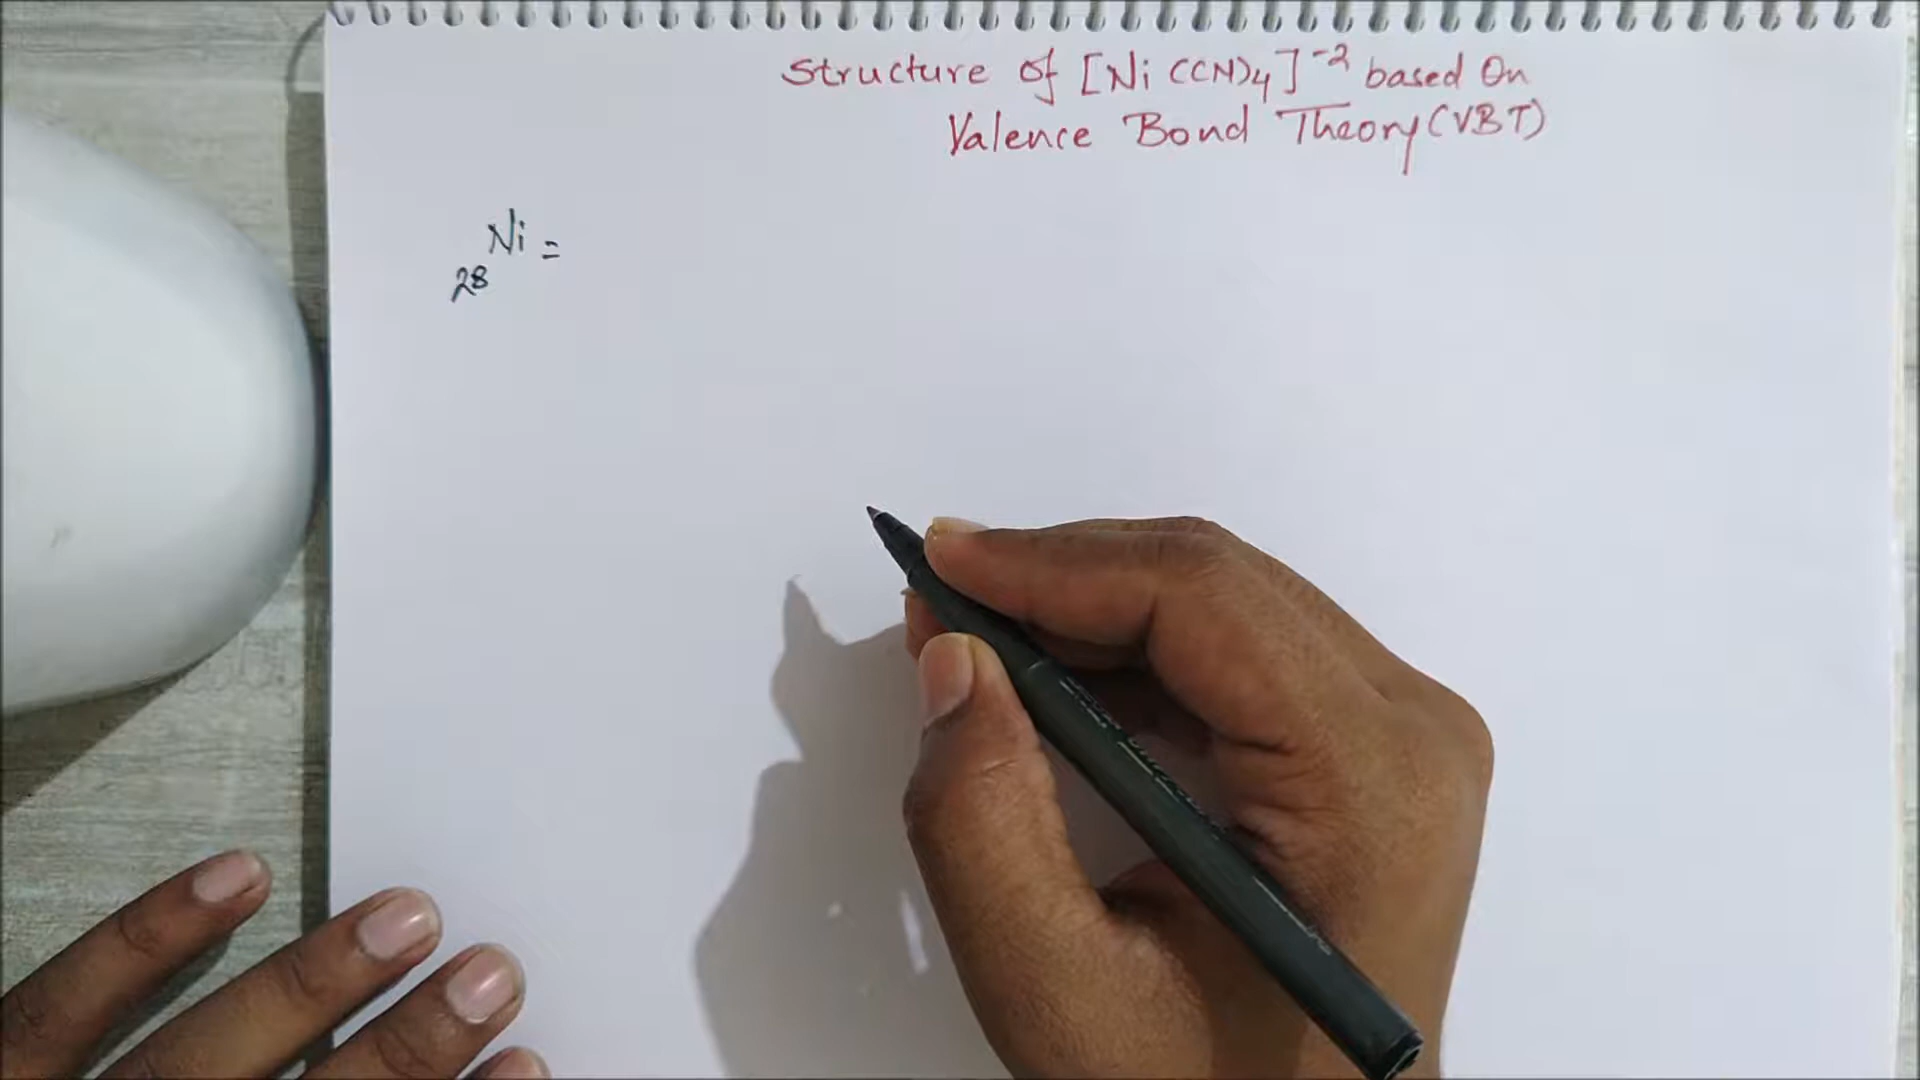 Structure of [Ni (CN)4]⁻² based On
Valence Bond Theory (VBT)
₂₈Ni =